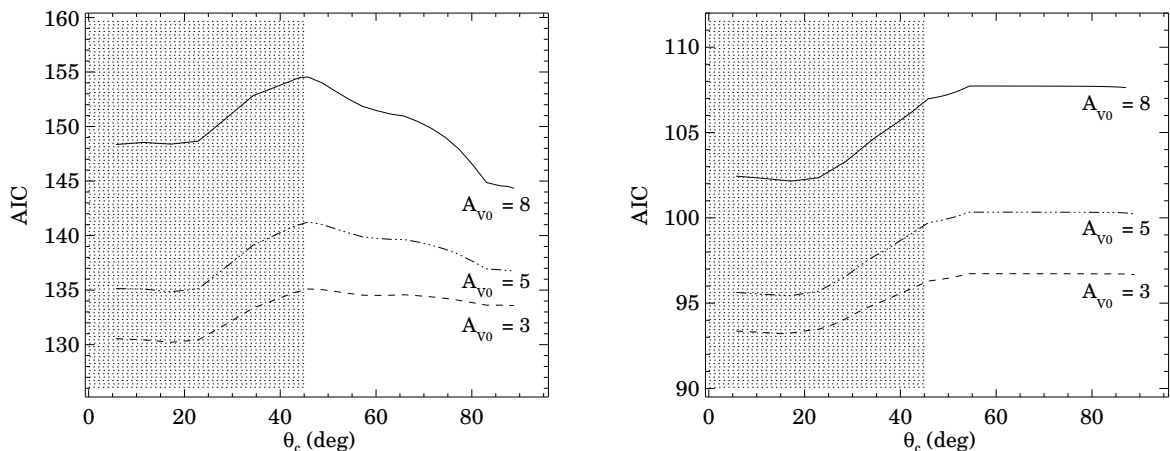 160
155
150
145
140
135
130
AIC
A_V0 = 8
A_V0 = 5
A_V0 = 3
0 20 40 60 80
θ_c (deg)
110
105
100
95
90
AIC
A_V0 = 8
A_V0 = 5
A_V0 = 3
0 20 40 60 80
θ_c (deg)